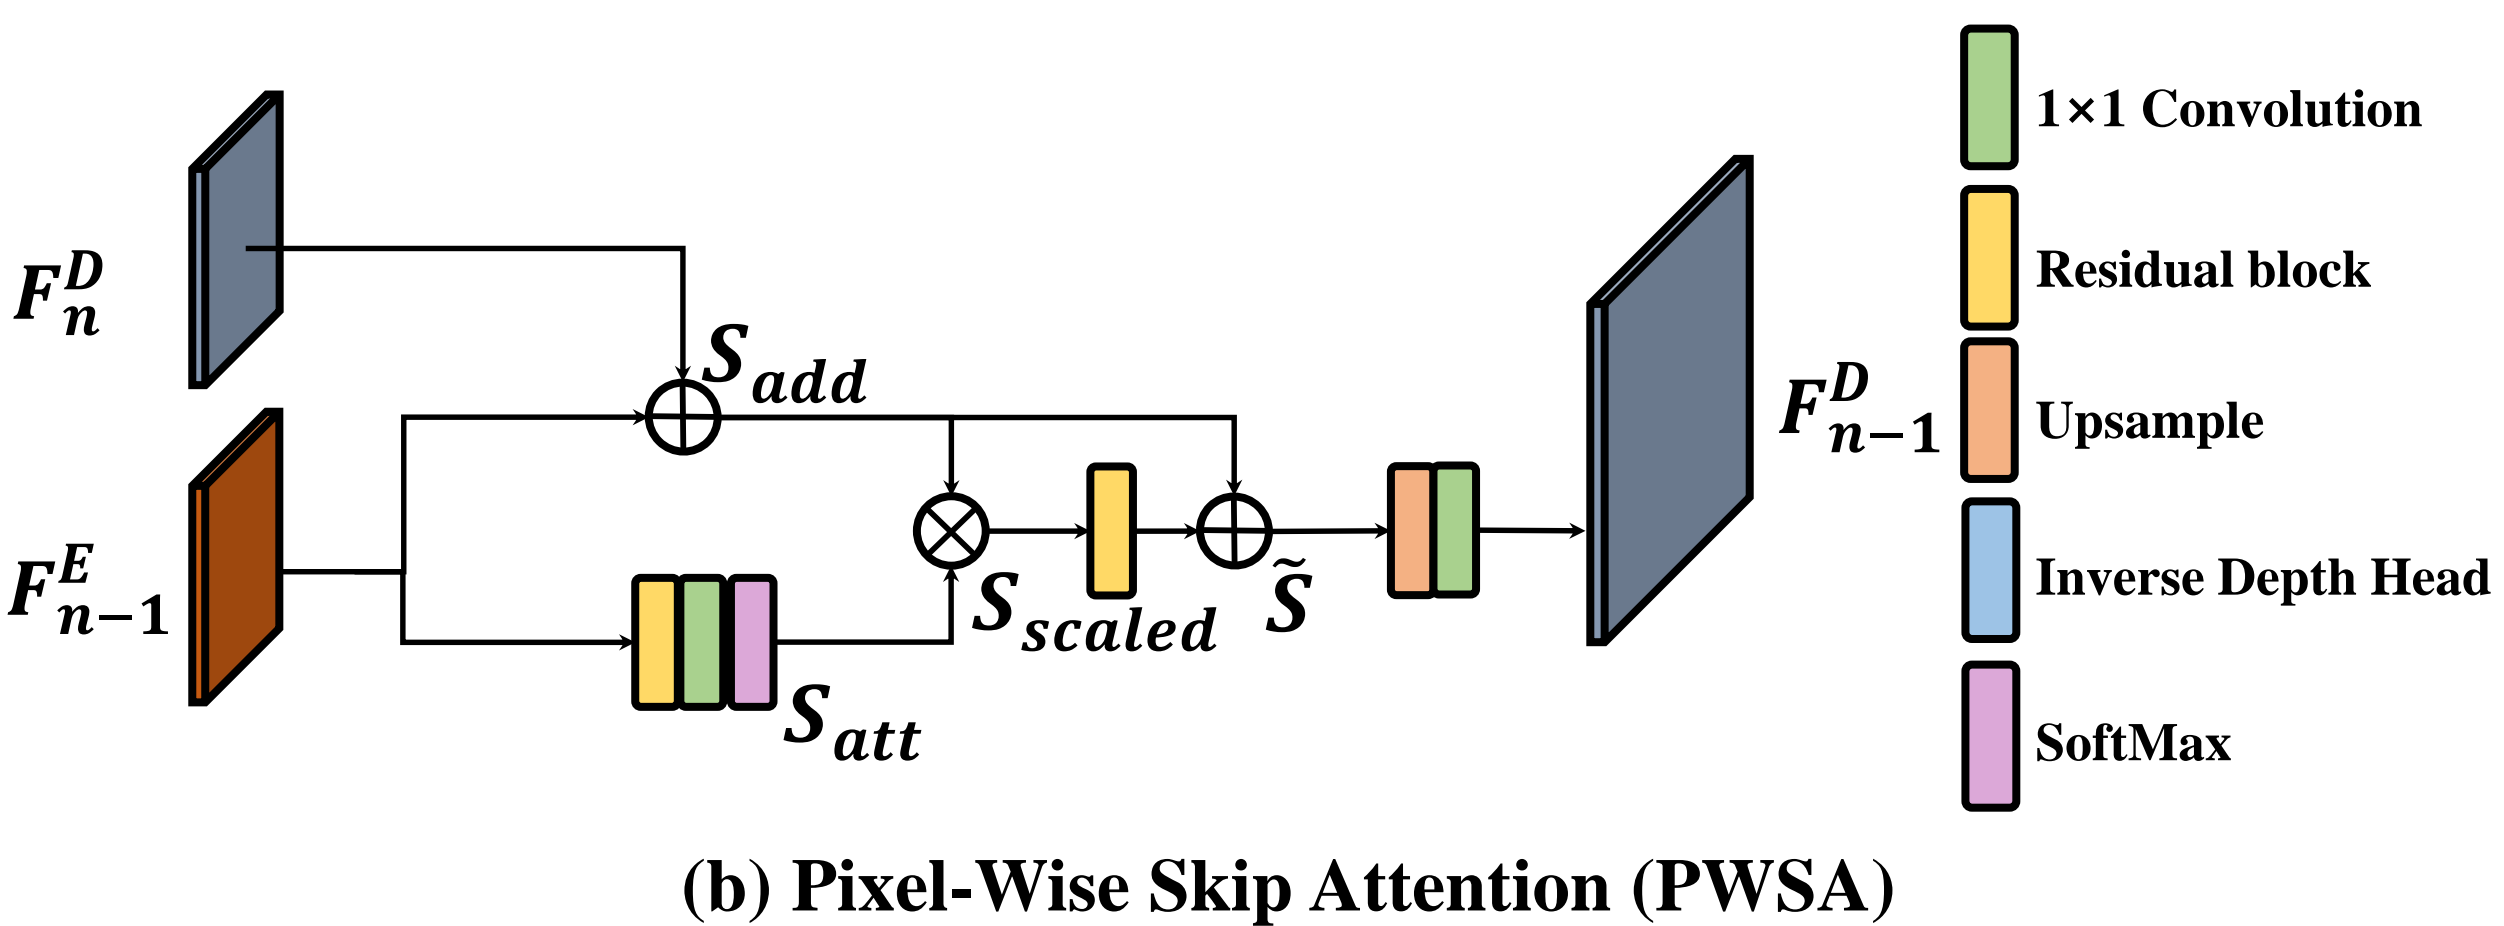 1×1 Convolution
Residual block
Upsample
Inverse Depth Head
SoftMax
F_n^D
F_{n−1}^E
S_add
S_att
S_scaled
S̃
F_{n−1}^D
(b) Pixel-Wise Skip Attention (PWSA)